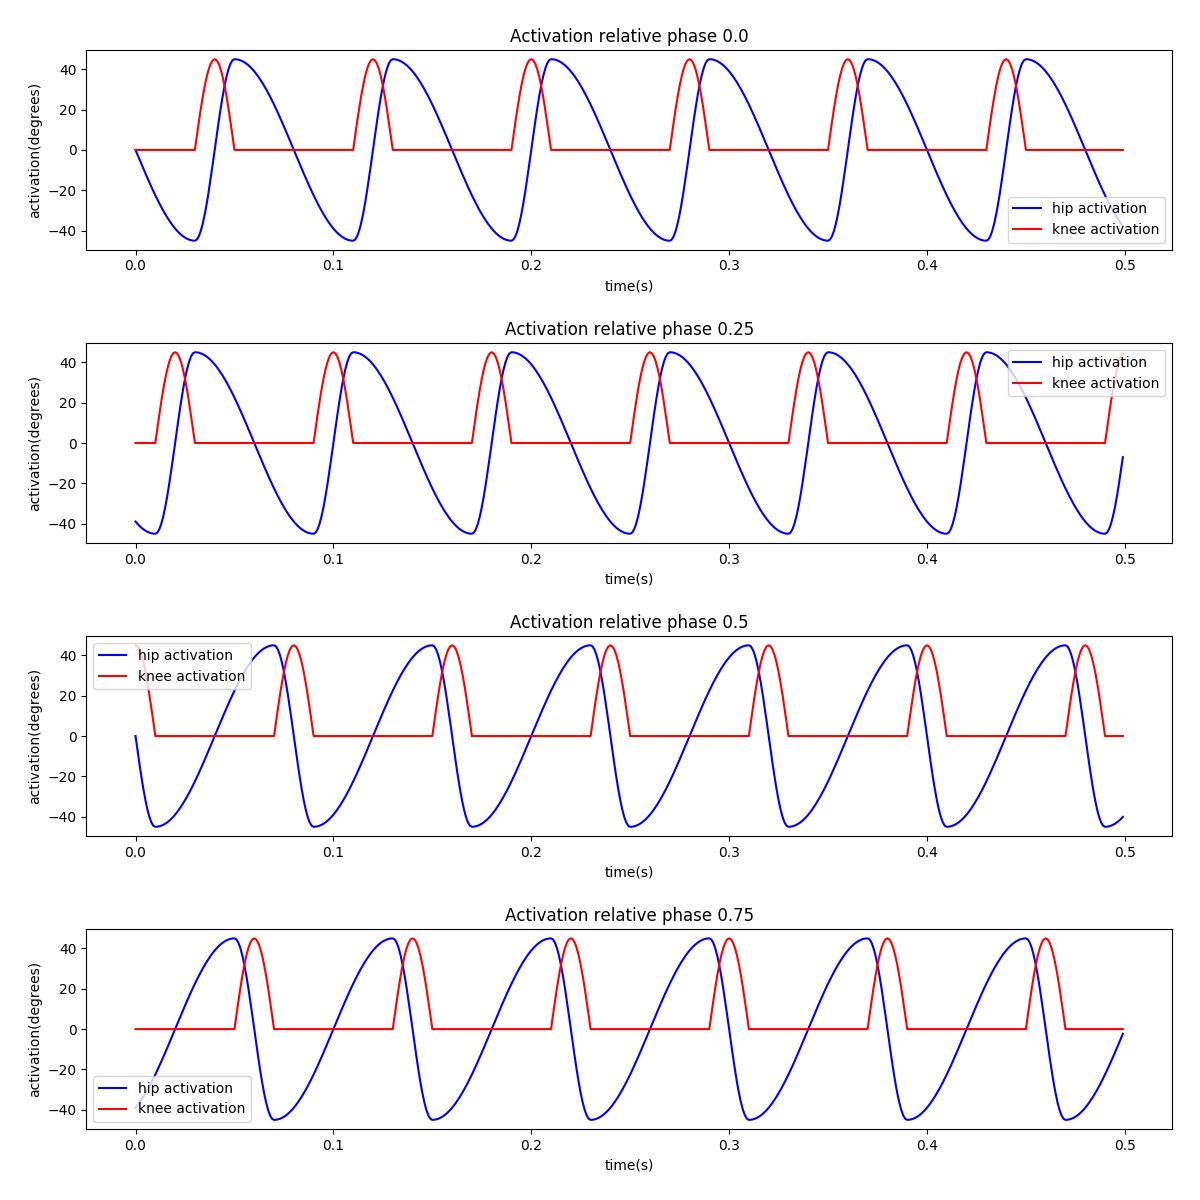 Activation relative phase 0.0
activation(degrees)
40
20
0
−20
−40
hip activation
knee activation
0.0 0.1 0.2 0.3 0.4 0.5
time(s)
Activation relative phase 0.25
activation(degrees)
40
20
0
−20
−40
hip activation
knee activation
0.0 0.1 0.2 0.3 0.4 0.5
time(s)
Activation relative phase 0.5
activation(degrees)
40
20
0
−20
−40
hip activation
knee activation
0.0 0.1 0.2 0.3 0.4 0.5
time(s)
Activation relative phase 0.75
activation(degrees)
40
20
0
−20
−40
hip activation
knee activation
0.0 0.1 0.2 0.3 0.4 0.5
time(s)